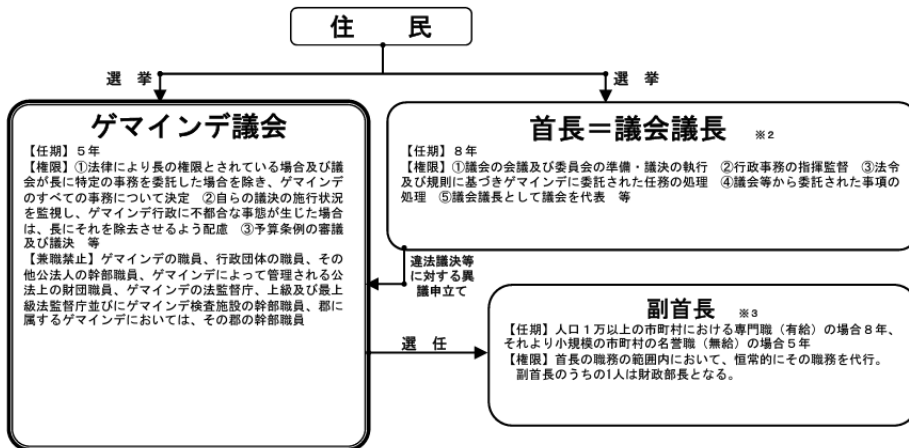 住　民
選　挙
選　挙
ゲマインデ議会
【任期】５年
【権限】①法律により長の権限とされている場合及び議
会が長に特定の事務を委託した場合を除き、ゲマインデ
のすべての事務について決定　②自らの議決の施行状況
を監視し、ゲマインデ行政に不都合な事態が生じた場合
は、長にそれを除去させるよう配慮　③予算条例の審議
及び議決　等
【兼職禁止】ゲマインデの職員、行政団体の職員、その
他公法人の幹部職員、ゲマインデによって管理される公
法上の財団職員、ゲマインデの法監督庁、上級及び最上
級法監督庁並びにゲマインデ検査施設の幹部職員、郡に
属するゲマインデにおいては、その郡の幹部職員
首長＝議会議長　※２
【任期】８年
【権限】①議会の会議及び委員会の準備・議決の執行　②行政事務の指揮監督　③法令
及び規則に基づきゲマインデに委託された任務の処理　④議会等から委託された事項の
処理　⑤議会議長として議会を代表　等
違法議決等
に対する異
議申立て
選　任
副首長　※３
【任期】人口１万以上の市町村における専門職（有給）の場合８年、
それより小規模の市町村の名誉職（無給）の場合５年
【権限】首長の職務の範囲内において、恒常的にその職務を代行。
副首長のうちの1人は財政部長となる。